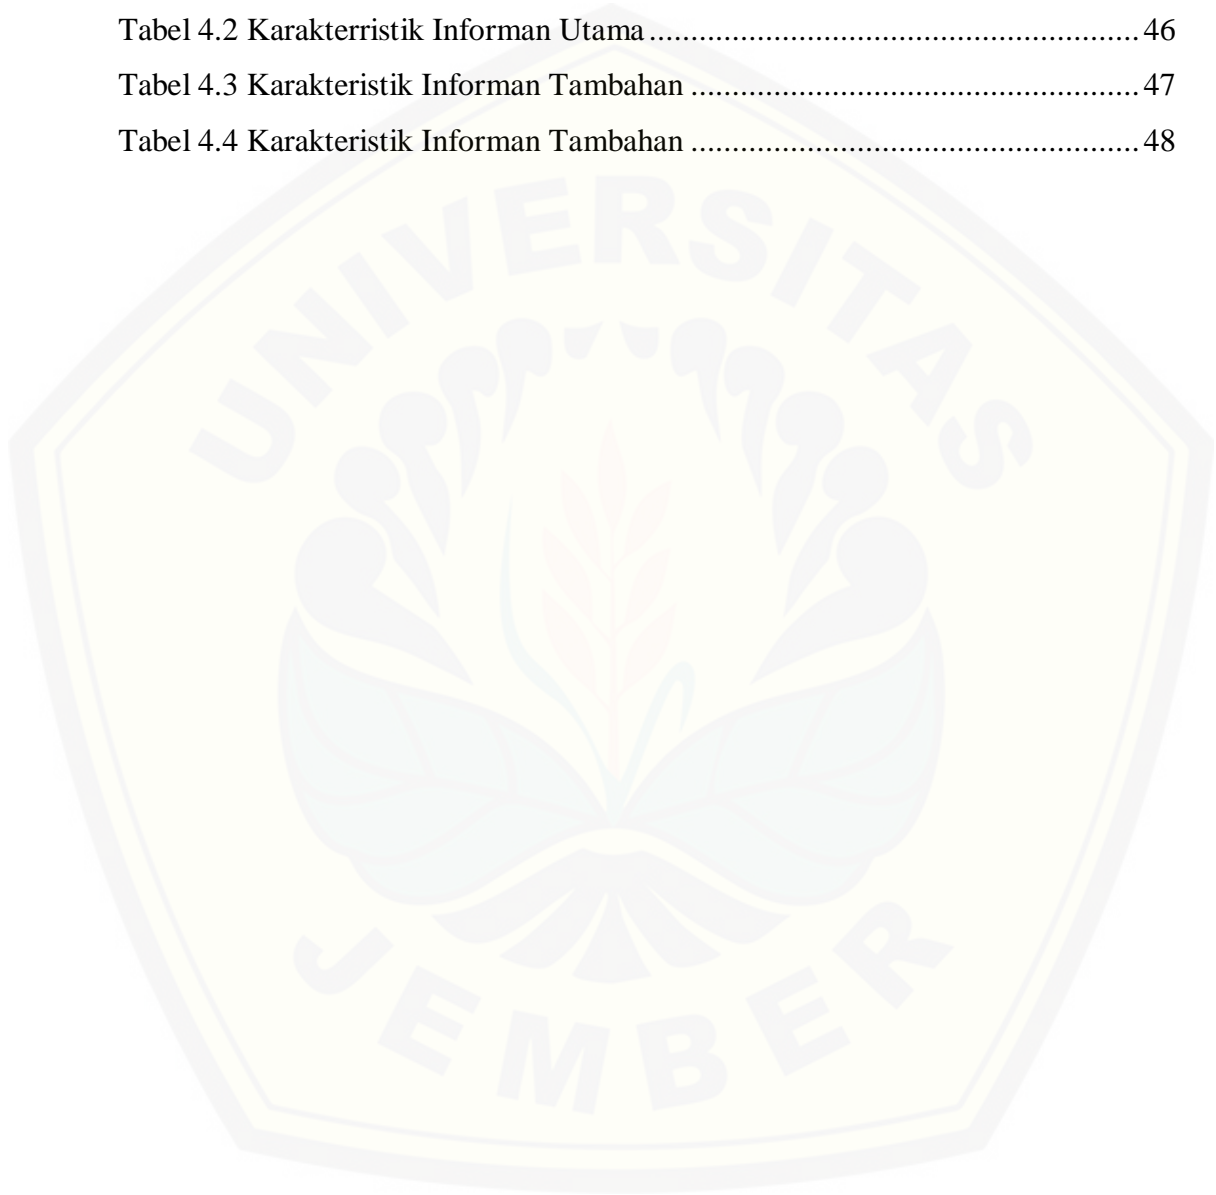 Tabel 4.2 Karakterristik Informan Utama ............................................................ 46
Tabel 4.3 Karakteristik Informan Tambahan ....................................................... 47
Tabel 4.4 Karakteristik Informan Tambahan ....................................................... 48
UNIVERSITAS
JEMBER